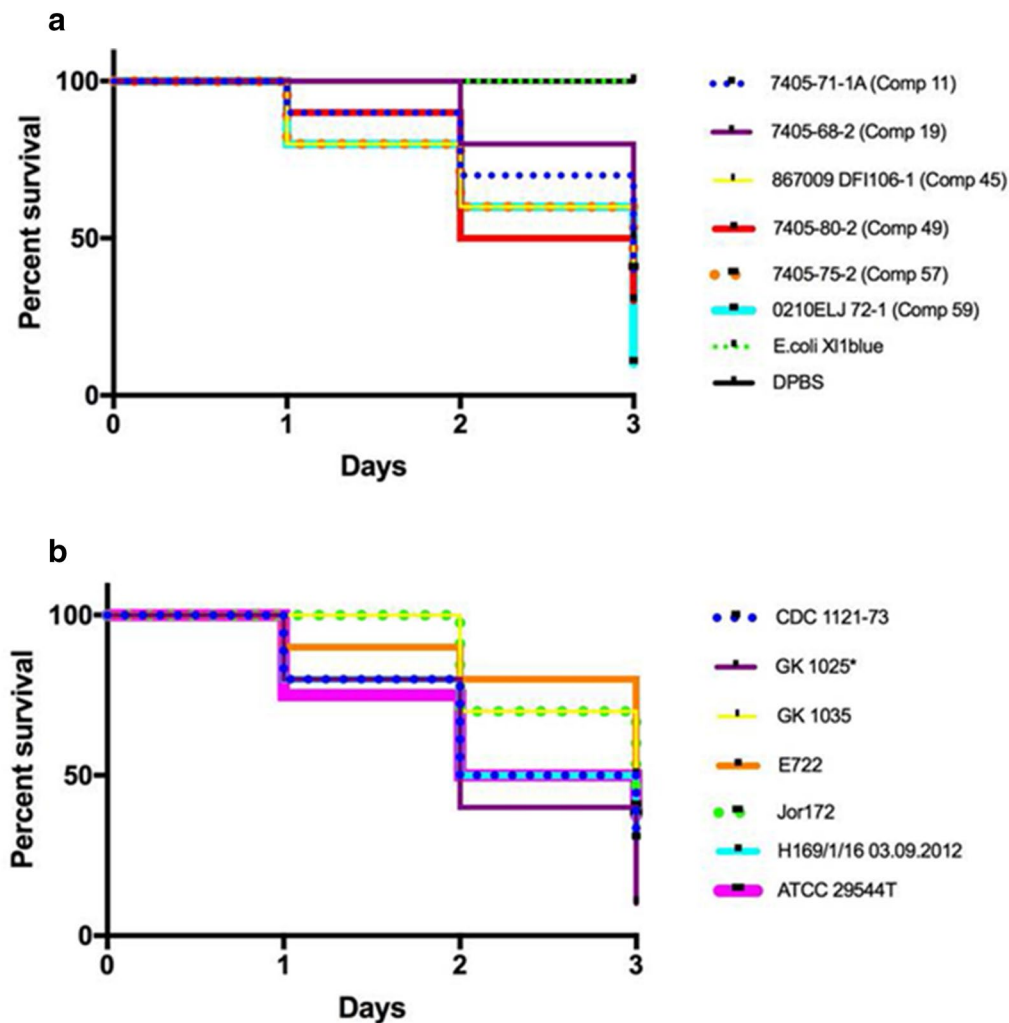 a
100
50
0
Percent survival
0 1 2 3
Days
7405-71-1A (Comp 11)
7405-68-2 (Comp 19)
867009 DFI106-1 (Comp 45)
7405-80-2 (Comp 49)
7405-75-2 (Comp 57)
0210ELJ 72-1 (Comp 59)
E.coli Xl1blue
DPBS
b
100
50
0
Percent survival
0 1 2 3
Days
CDC 1121-73
GK 1025*
GK 1035
E722
Jor172
H169/1/16 03.09.2012
ATCC 29544T